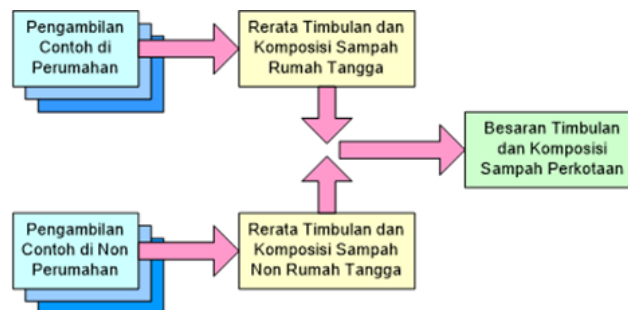 Pengambilan
Contoh di
Perumahan
Rerata Timbulan dan
Komposisi Sampah
Rumah Tangga
Besaran Timbulan
dan Komposisi
Sampah Perkotaan
Pengambilan
Contoh di Non
Perumahan
Rerata Timbulan dan
Komposisi Sampah
Non Rumah Tangga